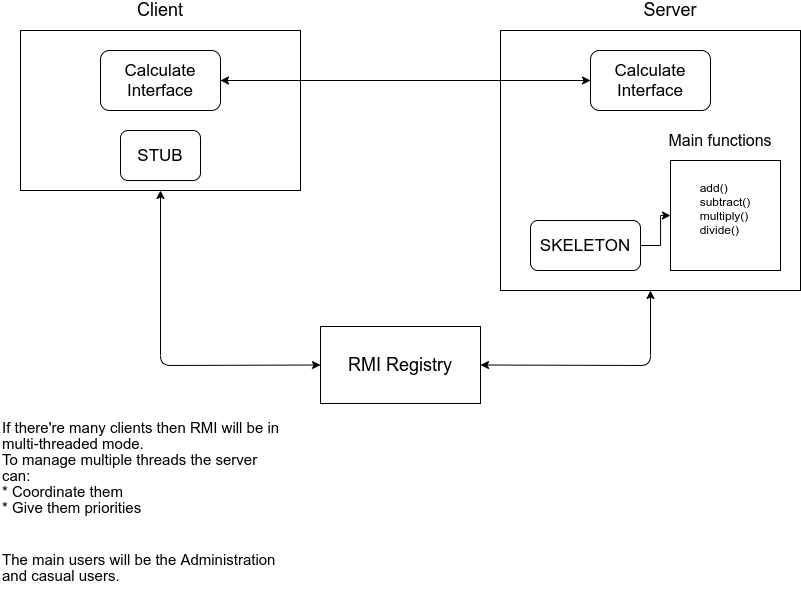 Client
Server
Calculate
Interface
Calculate
Interface
STUB
Main functions
add()
subtract()
multiply()
divide()
SKELETON
RMI Registry
If there're many clients then RMI will be in
multi-threaded mode.
To manage multiple threads the server
can:
* Coordinate them
* Give them priorities
The main users will be the Administration
and casual users.